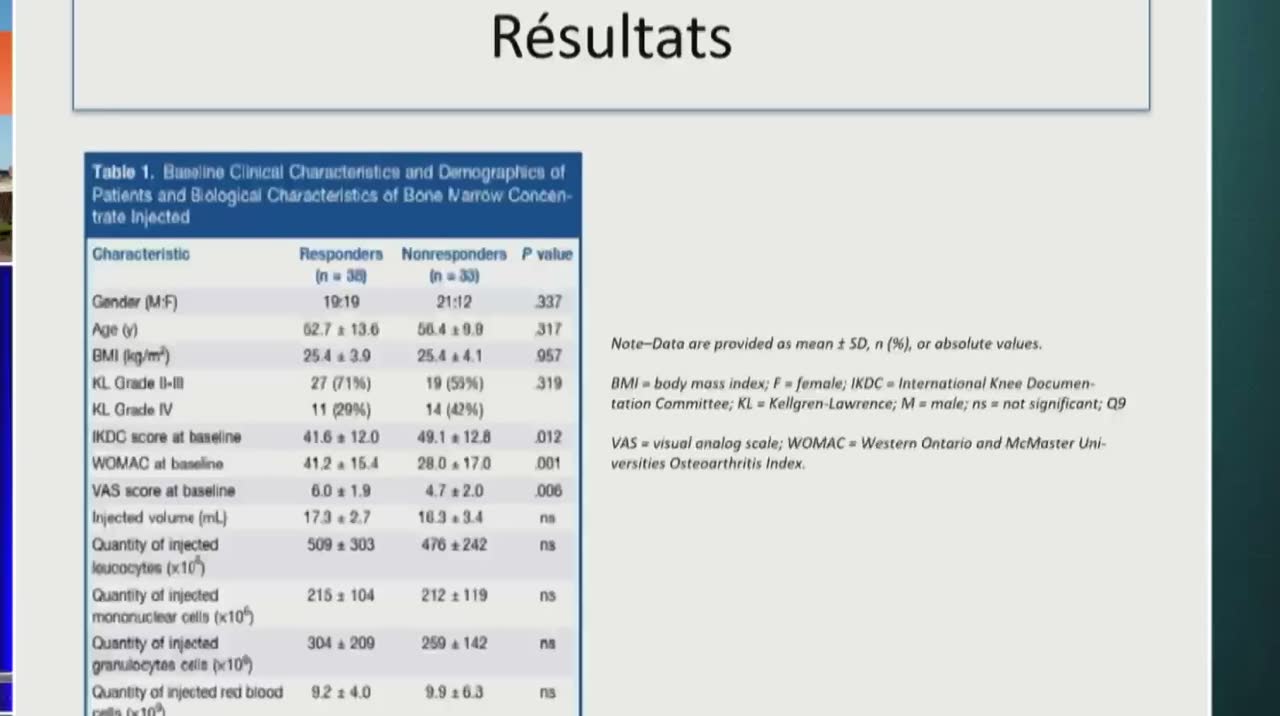 Résultats
Table 1. Baseline Clinical Characteristics and Demographics of
Patients and Biological Characteristics of Bone Marrow Concen-
trate Injected
Characteristic Responders Nonresponders P value
(n = 38) (n = 33)
Gender (M:F) 19:19 21:12 .337
Age (y) 62.7 ± 13.6 56.4 ± 9.9 .317
BMI (kg/m²) 25.4 ± 3.9 25.4 ± 4.1 .957
KL Grade II-III 27 (71%) 19 (58%) .319
KL Grade IV 11 (29%) 14 (42%)
IKDC score at baseline 41.6 ± 12.0 49.1 ± 12.8 .012
WOMAC at baseline 41.2 ± 15.4 28.0 ± 17.0 .001
VAS score at baseline 6.0 ± 1.9 4.7 ± 2.0 .006
Injected volume (mL) 17.3 ± 2.7 16.3 ± 3.4 ns
Quantity of injected 509 ± 303 476 ± 242 ns
leucocytes
Quantity of injected 215 ± 104 212 ± 119 ns
mononuclear cells (×10⁶)
Quantity of injected 304 ± 209 259 ± 142 ns
granulocytes cells (×10⁶)
Quantity of injected red blood 9.2 ± 4.0 9.9 ± 6.3 ns
cells (×10⁹)
Note–Data are provided as mean ± SD, n (%), or absolute values.
BMI = body mass index; F = female; IKDC = International Knee Documen-
tation Committee; KL = Kellgren-Lawrence; M = male; ns = not significant; Q9
VAS = visual analog scale; WOMAC = Western Ontario and McMaster Uni-
versities Osteoarthritis Index.